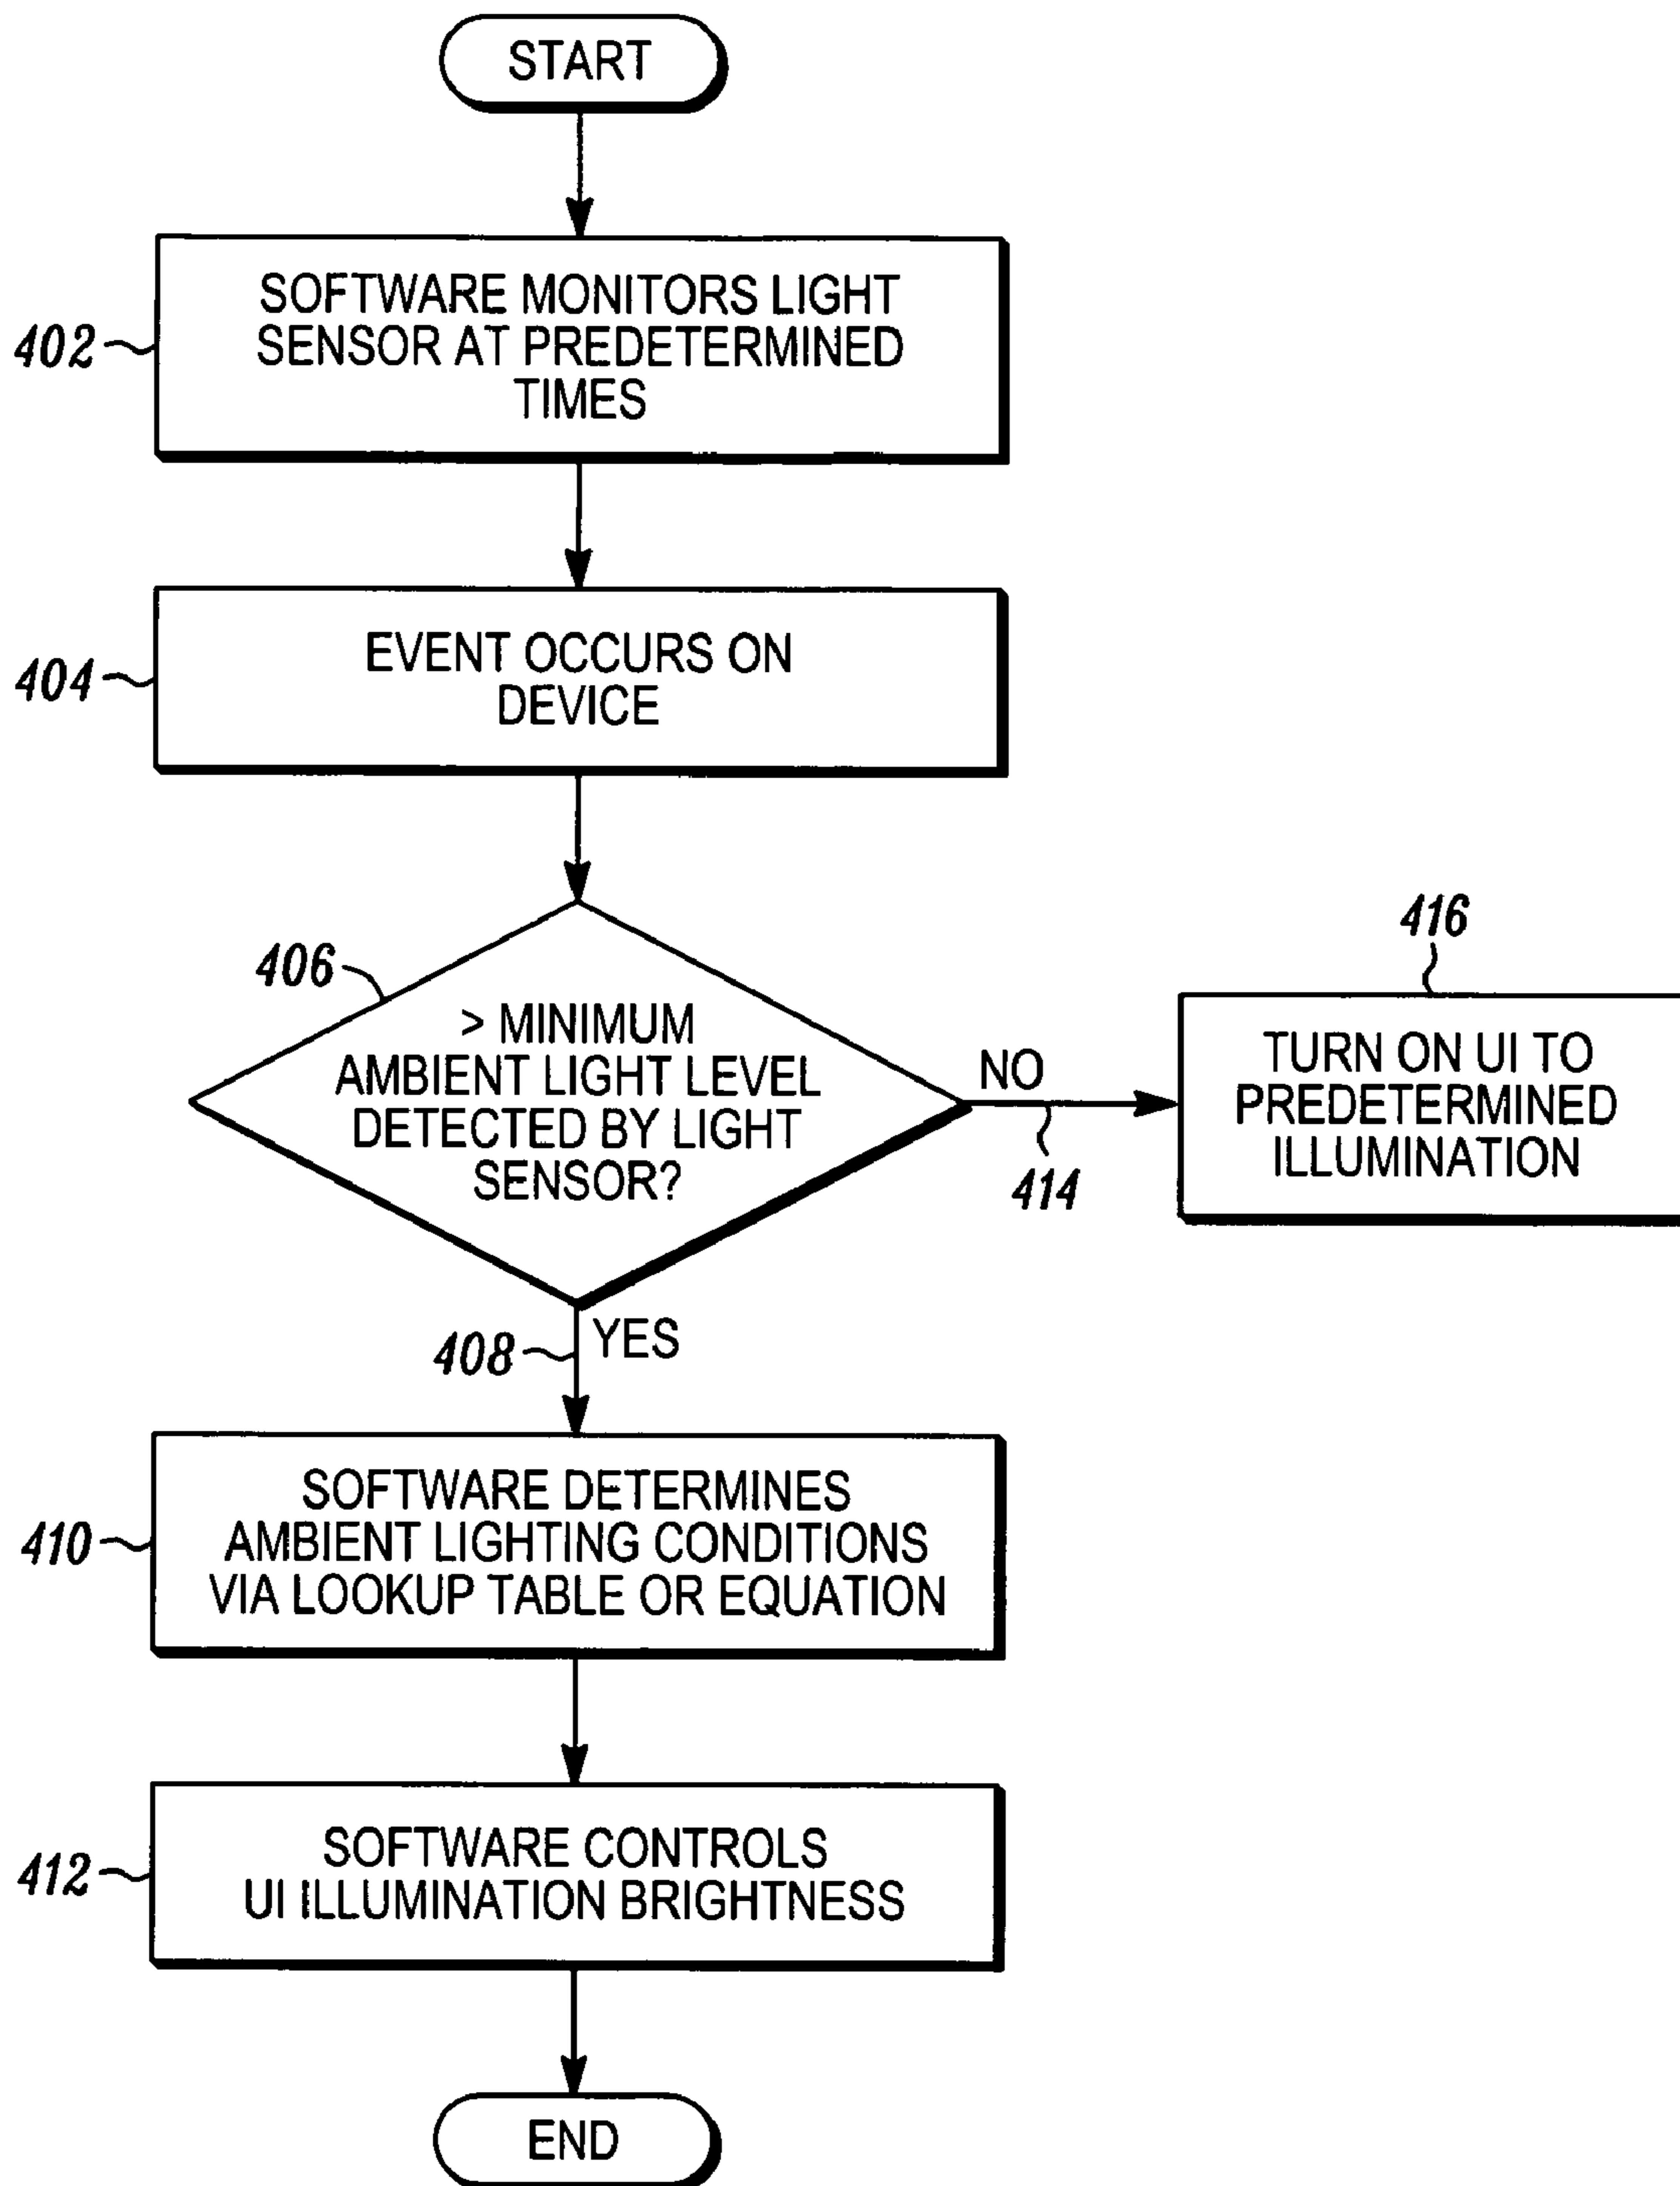 START
402
SOFTWARE MONITORS LIGHT
SENSOR AT PREDETERMINED
TIMES
404
EVENT OCCURS ON
DEVICE
406
> MINIMUM
AMBIENT LIGHT LEVEL
DETECTED BY LIGHT
SENSOR?
NO
414
416
TURN ON UI TO
PREDETERMINED
ILLUMINATION
408
YES
410
SOFTWARE DETERMINES
AMBIENT LIGHTING CONDITIONS
VIA LOOKUP TABLE OR EQUATION
412
SOFTWARE CONTROLS
UI ILLUMINATION BRIGHTNESS
END